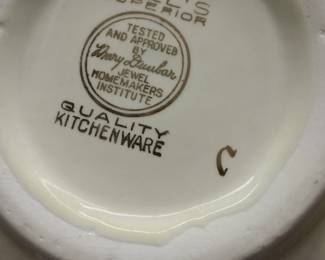 SUPERIOR
TESTED
AND APPROVED
BY
Mary Dunbar
JEWEL
HOMEMAKERS
INSTITUTE
QUALITY
KITCHENWARE
C